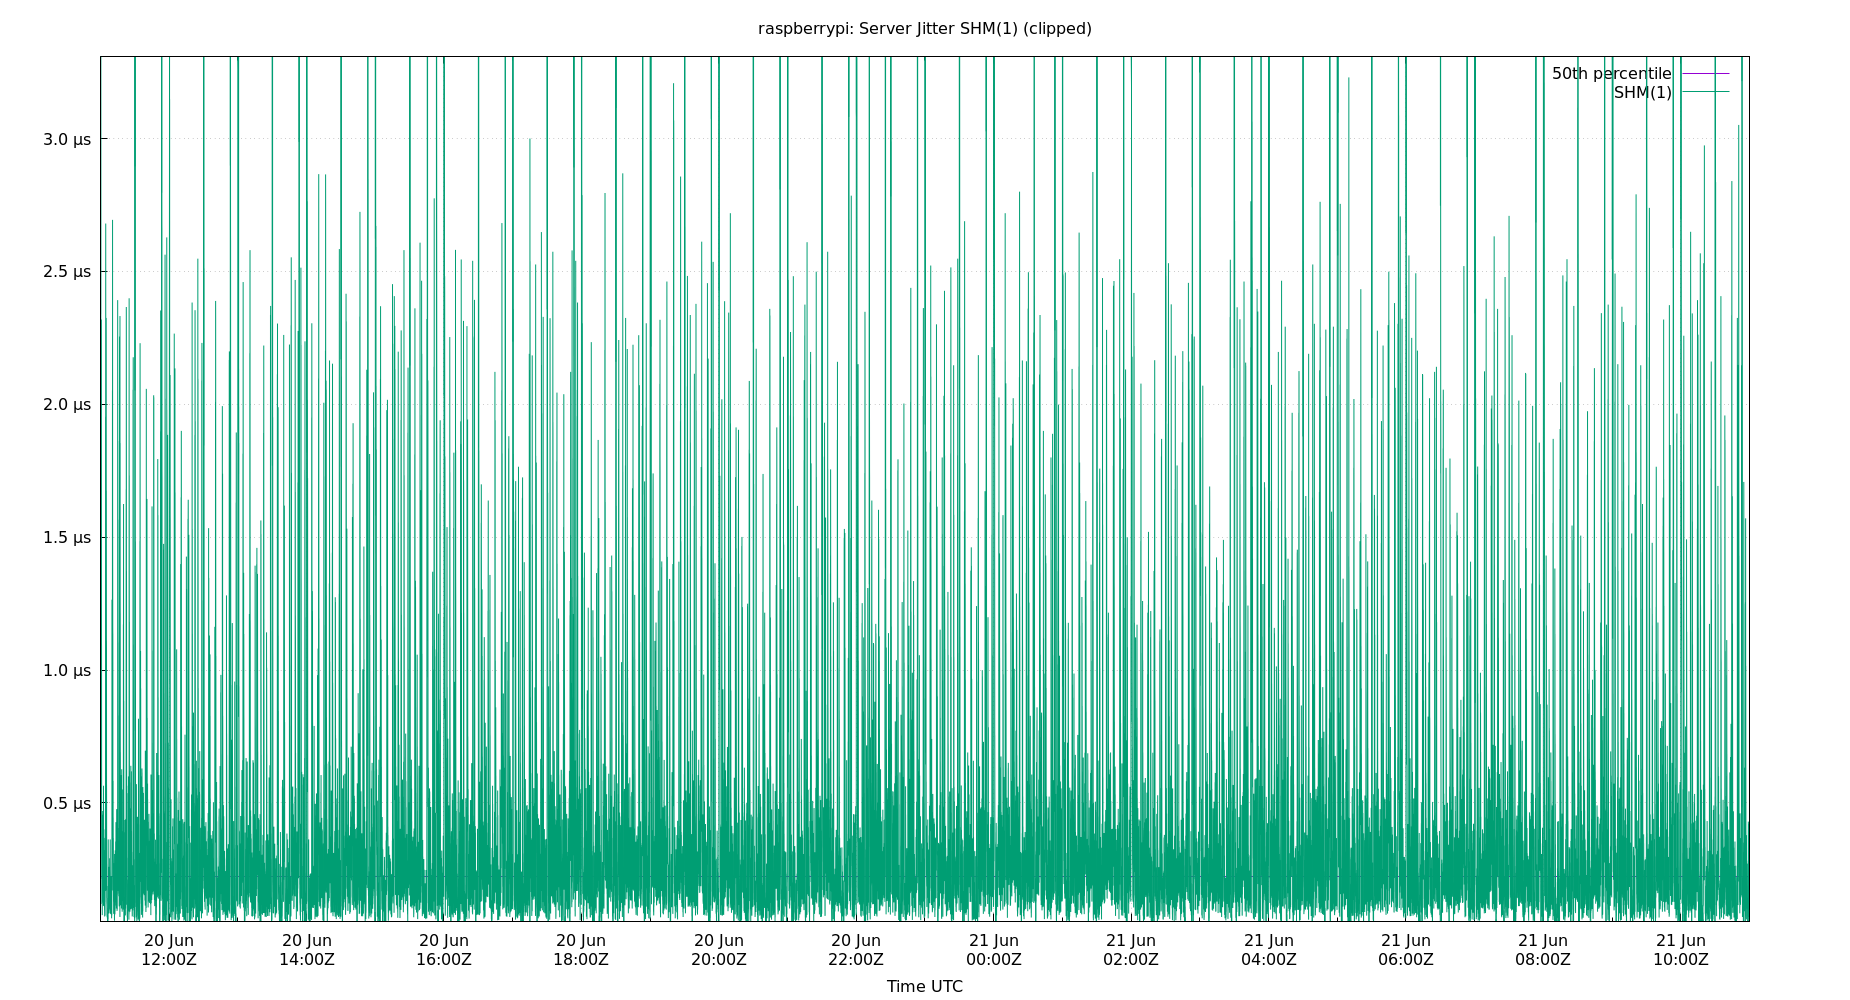 raspberrypi: Server Jitter SHM(1) (clipped)
50th percentile
SHM(1)
3.0 µs
2.5 µs
2.0 µs
1.5 µs
1.0 µs
0.5 µs
20 Jun 20 Jun 20 Jun 20 Jun 20 Jun 20 Jun 21 Jun 21 Jun 21 Jun 21 Jun 21 Jun 21 Jun
12:00Z 14:00Z 16:00Z 18:00Z 20:00Z 22:00Z 00:00Z 02:00Z 04:00Z 06:00Z 08:00Z 10:00Z
Time UTC